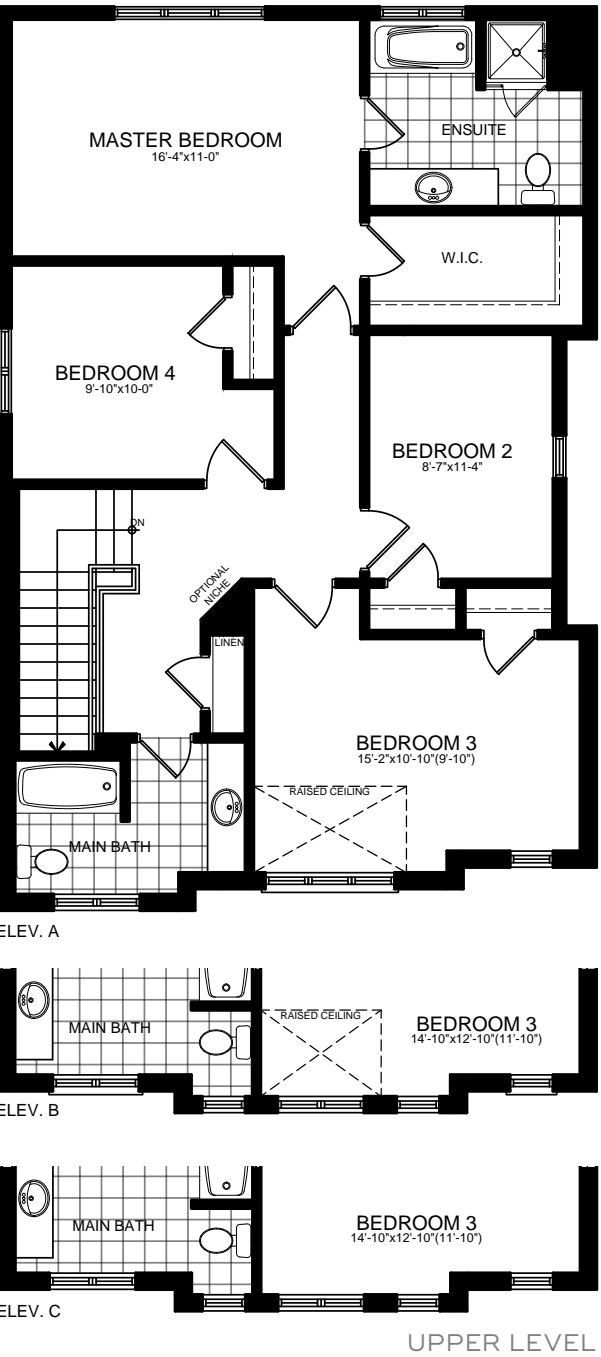 MASTER BEDROOM
16'-4"x11'-0"
ENSUITE
W.I.C.
BEDROOM 4
9'-10"x10'-0"
BEDROOM 2
8'-7"x11'-4"
DN
OPTIONAL
NICHE
LINEN
BEDROOM 3
15'-2"x10'-10"(9'-10")
RAISED CEILING
MAIN BATH
ELEV. A
RAISED CEILING
MAIN BATH
BEDROOM 3
14'-10"x12'-10"(11'-10")
ELEV. B
MAIN BATH
BEDROOM 3
14'-10"x12'-10"(11'-10")
ELEV. C
UPPER LEVEL